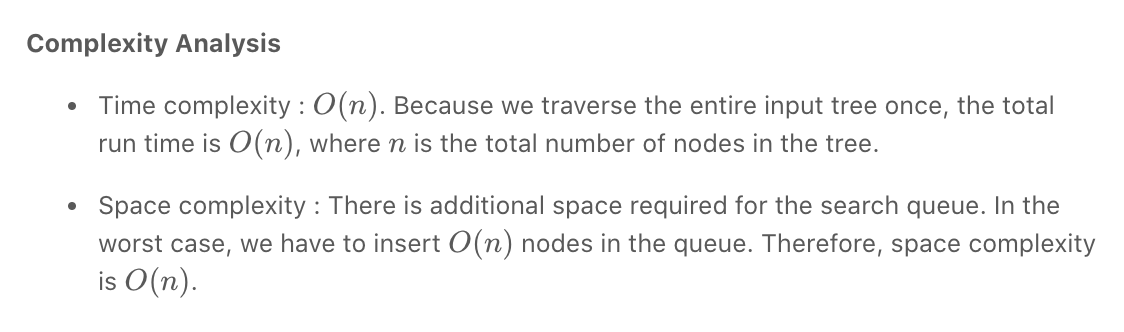 Complexity Analysis
• Time complexity : O(n). Because we traverse the entire input tree once, the total
run time is O(n), where n is the total number of nodes in the tree.
• Space complexity : There is additional space required for the search queue. In the
worst case, we have to insert O(n) nodes in the queue. Therefore, space complexity
is O(n).